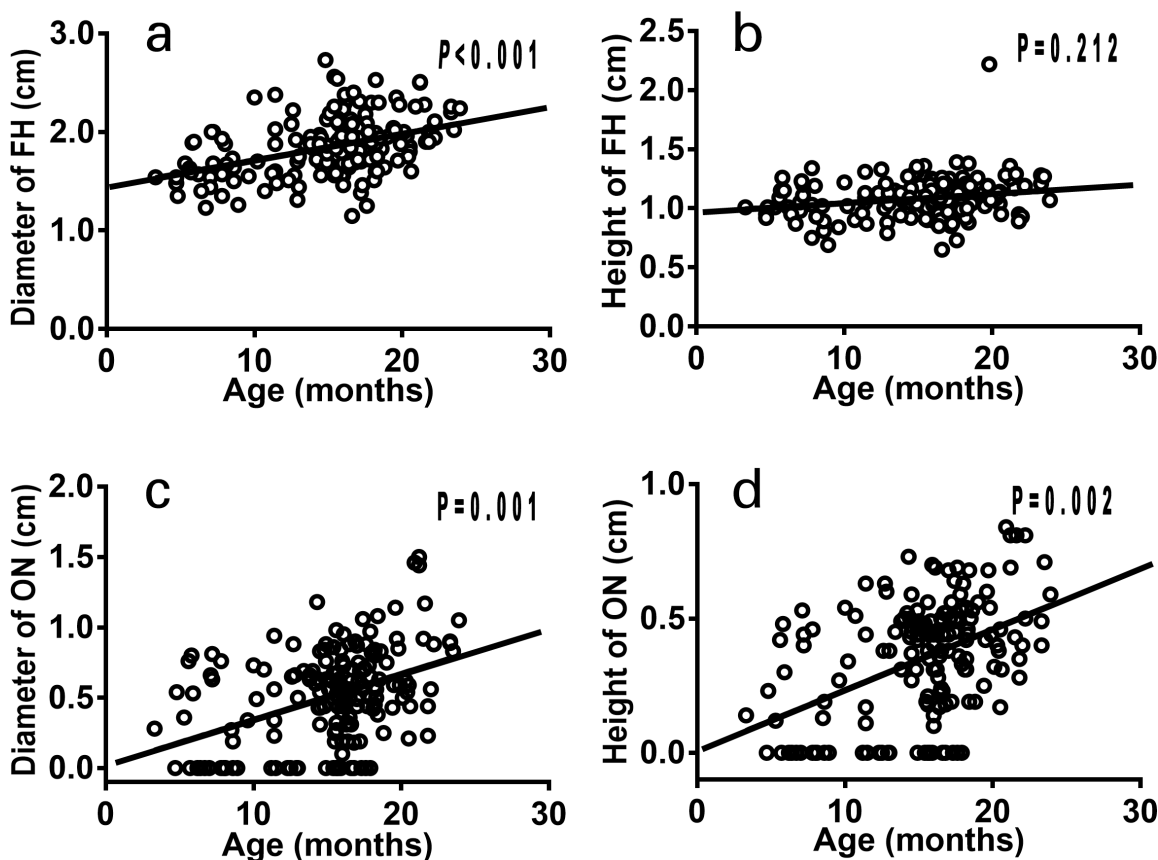 a
P<0.001
Diameter of FH (cm)
3.0
2.0
1.0
0.0
0 10 20 30
Age (months)
b
P=0.212
Height of FH (cm)
2.5
2.0
1.5
1.0
0.5
0.0
0 10 20 30
Age (months)
c
P=0.001
Diameter of ON (cm)
2.0
1.5
1.0
0.5
0.0
0 10 20 30
Age (months)
d
P=0.002
Height of ON (cm)
1.0
0.5
0.0
0 10 20 30
Age (months)